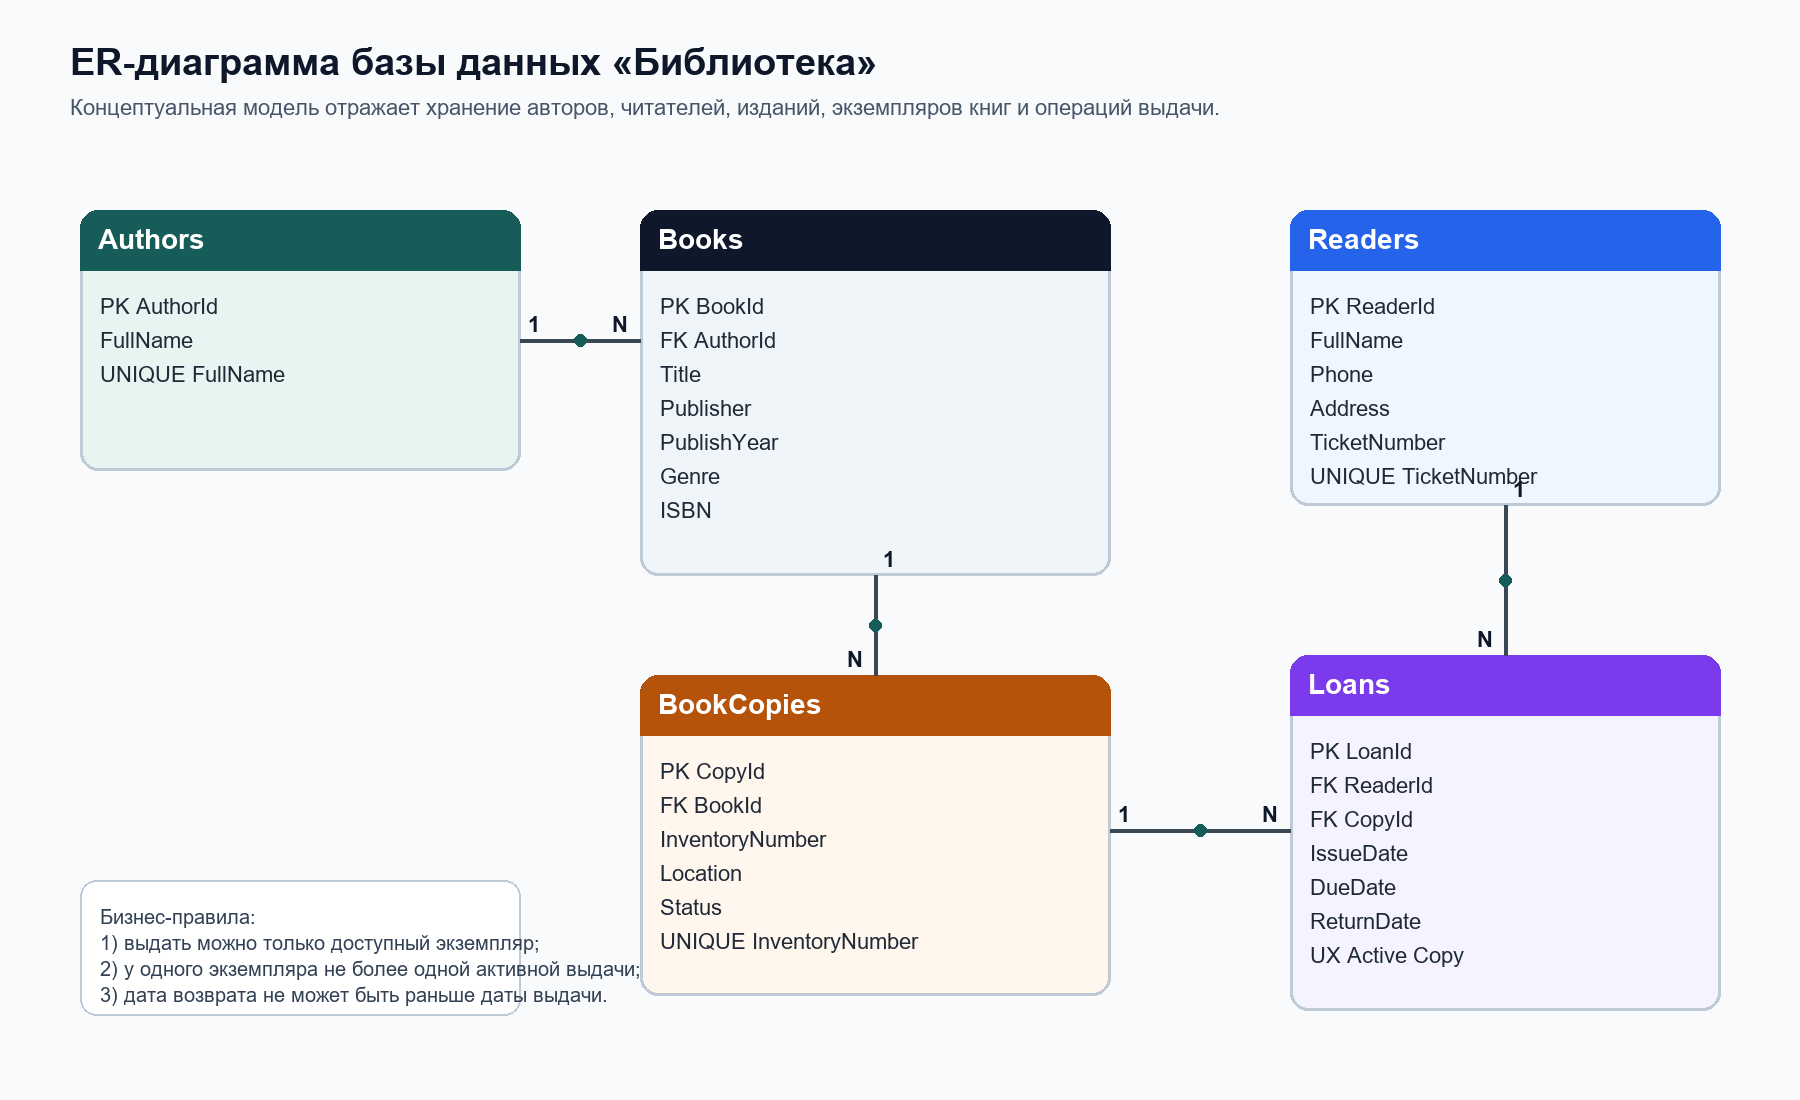 ER-диаграмма базы данных «Библиотека»
Концептуальная модель отражает хранение авторов, читателей, изданий, экземпляров книг и операций выдачи.
Authors
PK AuthorId
FullName
UNIQUE FullName
1
N
Books
PK BookId
FK AuthorId
Title
Publisher
PublishYear
Genre
ISBN
1
N
Readers
PK ReaderId
FullName
Phone
Address
TicketNumber
UNIQUE TicketNumber
1
N
BookCopies
PK CopyId
FK BookId
InventoryNumber
Location
Status
UNIQUE InventoryNumber
1
N
Loans
PK LoanId
FK ReaderId
FK CopyId
IssueDate
DueDate
ReturnDate
UX Active Copy
Бизнес-правила:
1) выдать можно только доступный экземпляр;
2) у одного экземпляра не более одной активной выдачи;
3) дата возврата не может быть раньше даты выдачи.